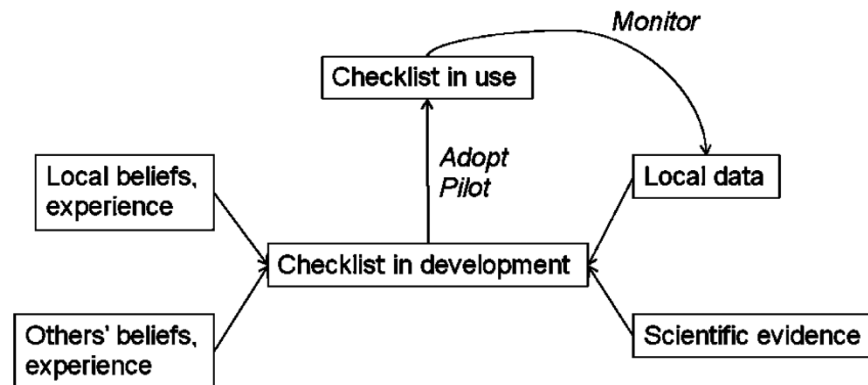 Monitor
Checklist in use
Adopt
Pilot
Local beliefs,
experience
Local data
Checklist in development
Others' beliefs,
experience
Scientific evidence